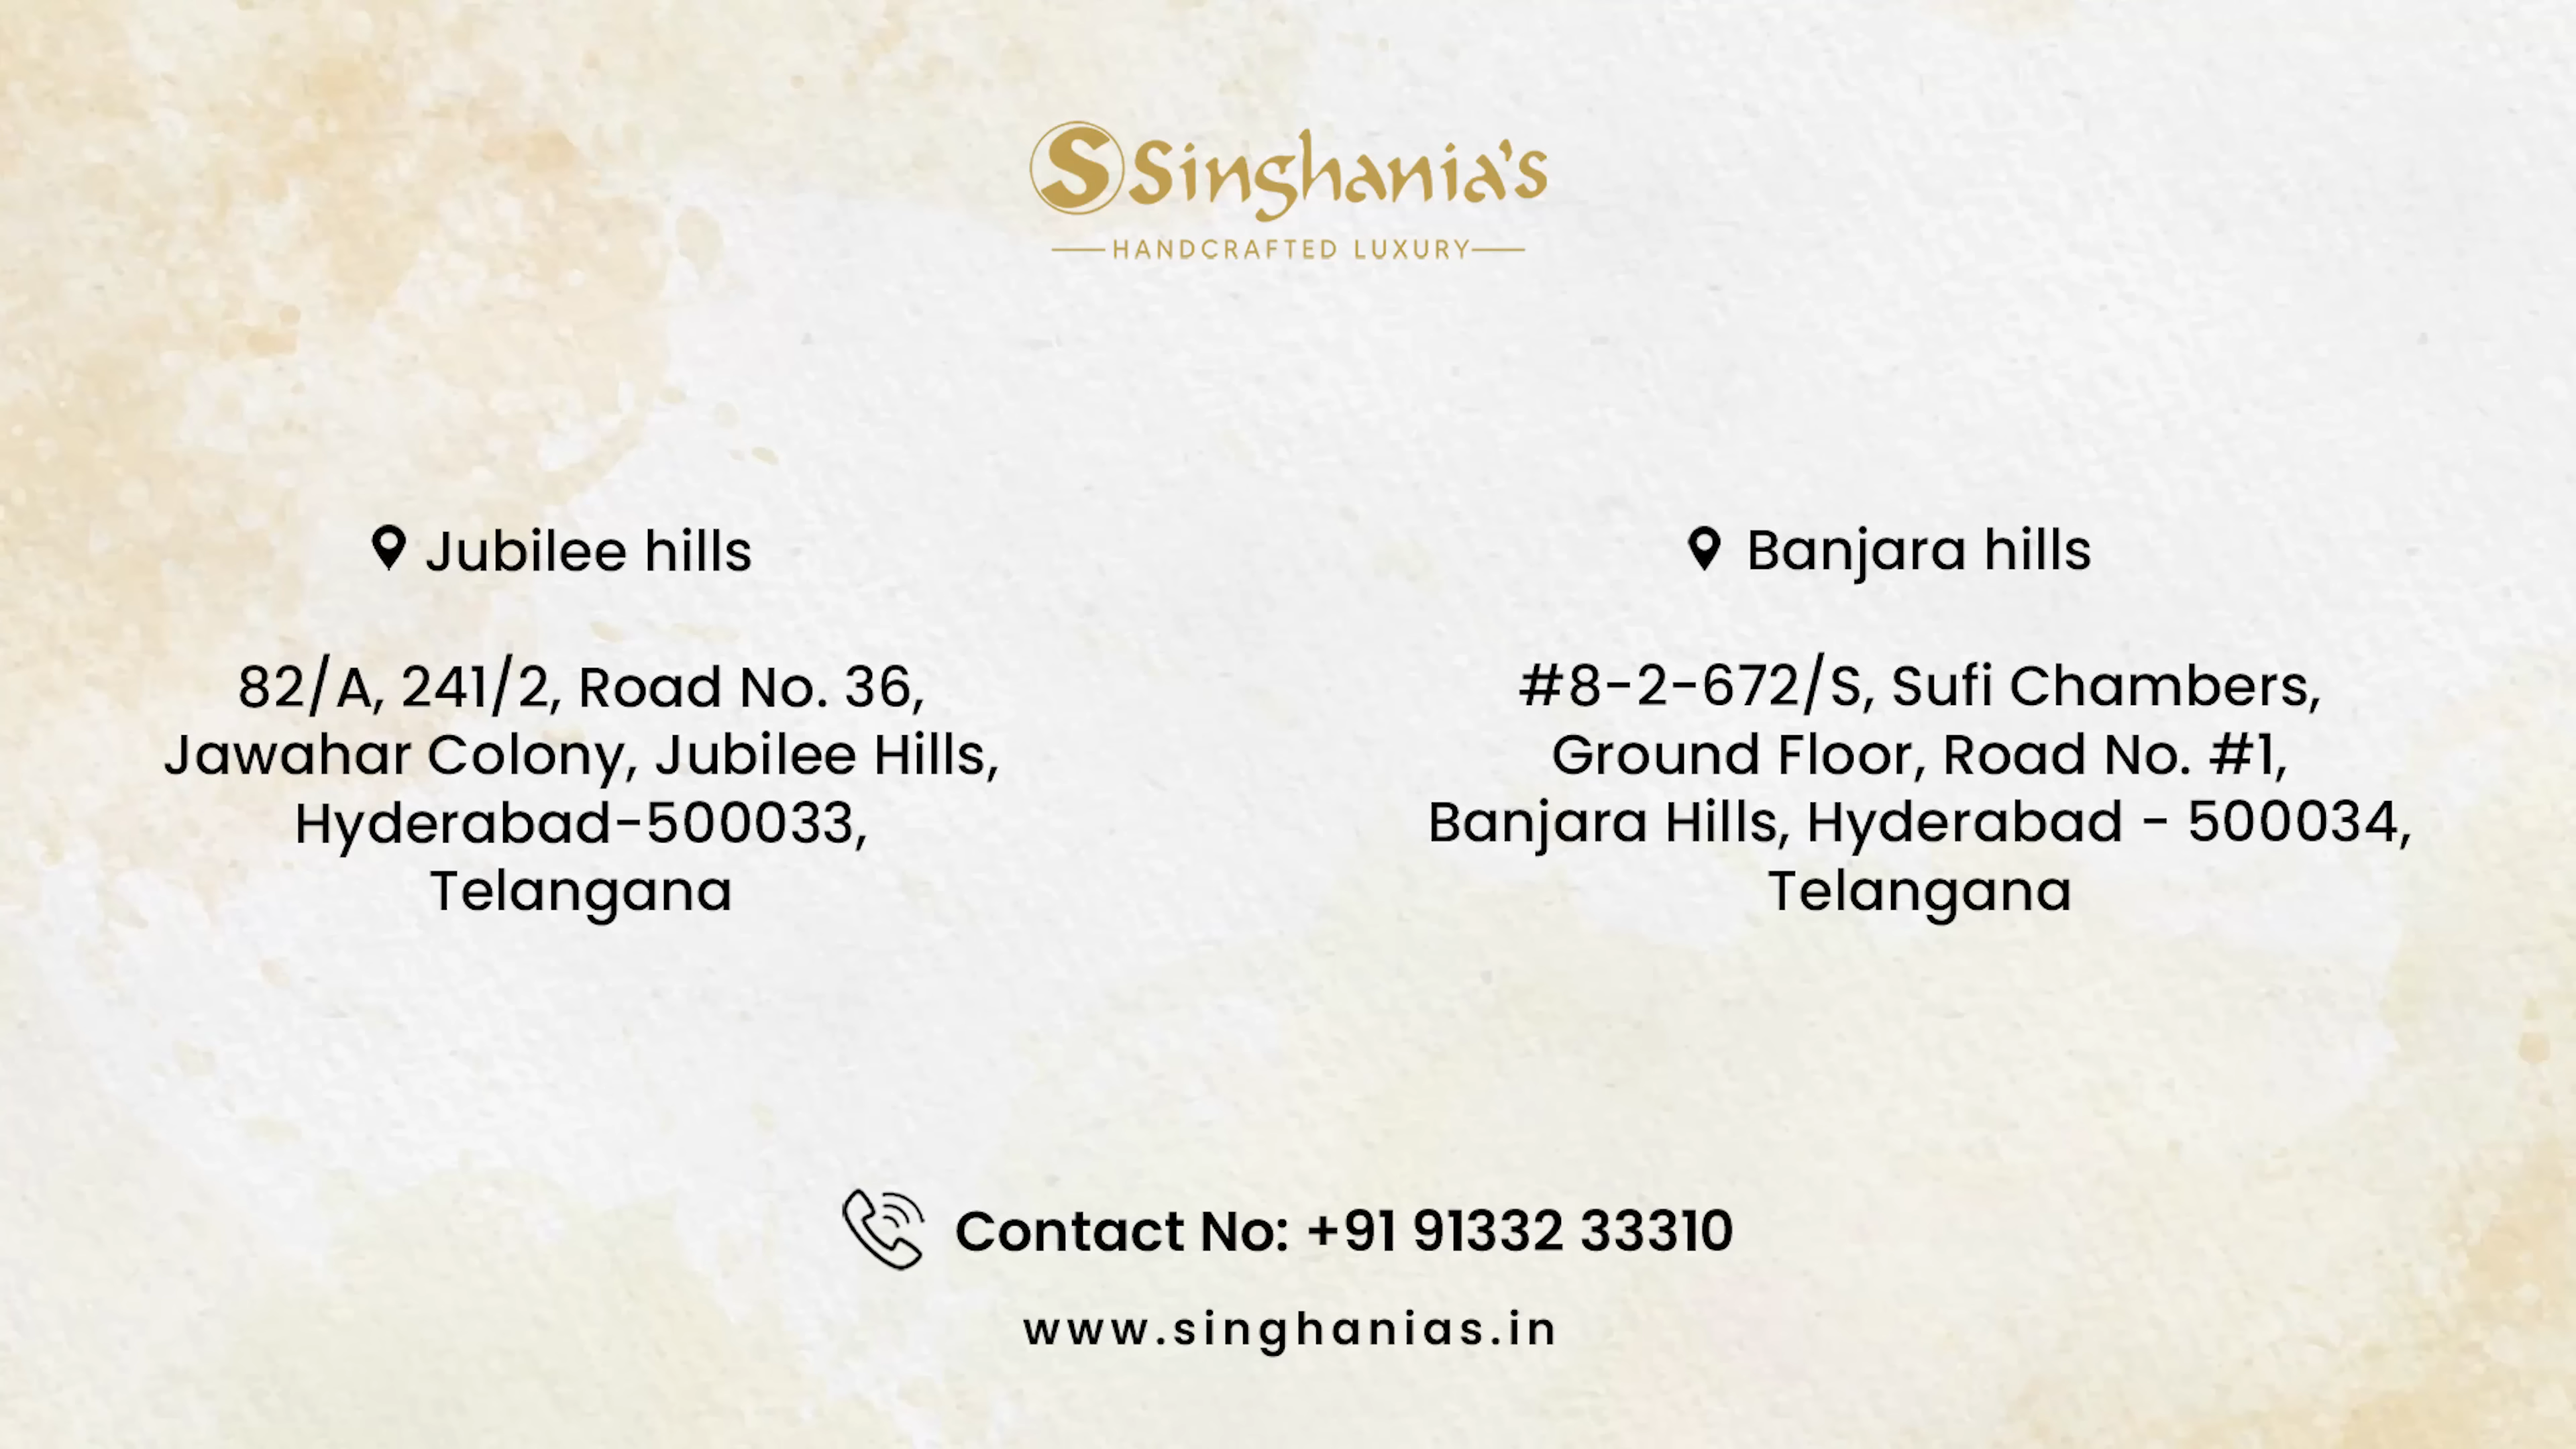 S Singhania's
HANDCRAFTED LUXURY
Jubilee hills
82/A, 241/2, Road No. 36,
Jawahar Colony, Jubilee Hills,
Hyderabad-500033,
Telangana
Banjara hills
#8-2-672/S, Sufi Chambers,
Ground Floor, Road No. #1,
Banjara Hills, Hyderabad - 500034,
Telangana
Contact No: +91 91332 33310
www.singhanias.in